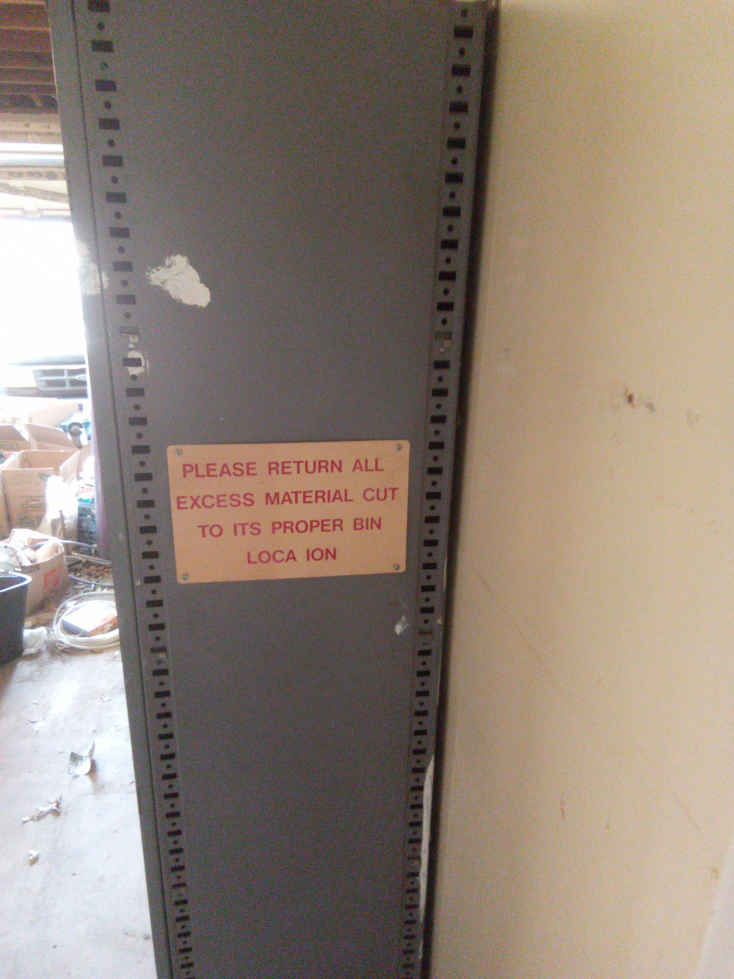 PLEASE RETURN ALL
EXCESS MATERIAL CUT
TO ITS PROPER BIN
LOCA ION